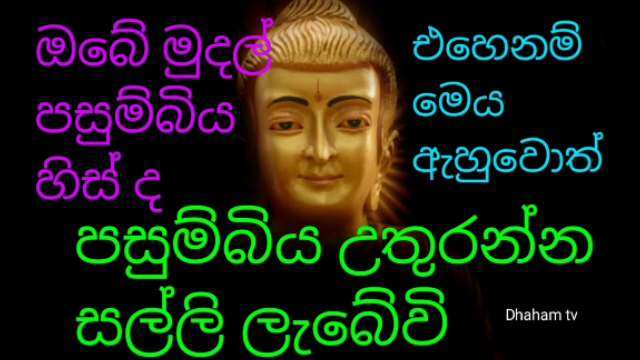 ඔබේ මුදල්
පසුම්බිය
හිස් ද
එහෙනම්
මෙය
ඇහුවොත්
පසුම්බිය උතුරන්න
සල්ලි ලැබේවි
Dhaham tv